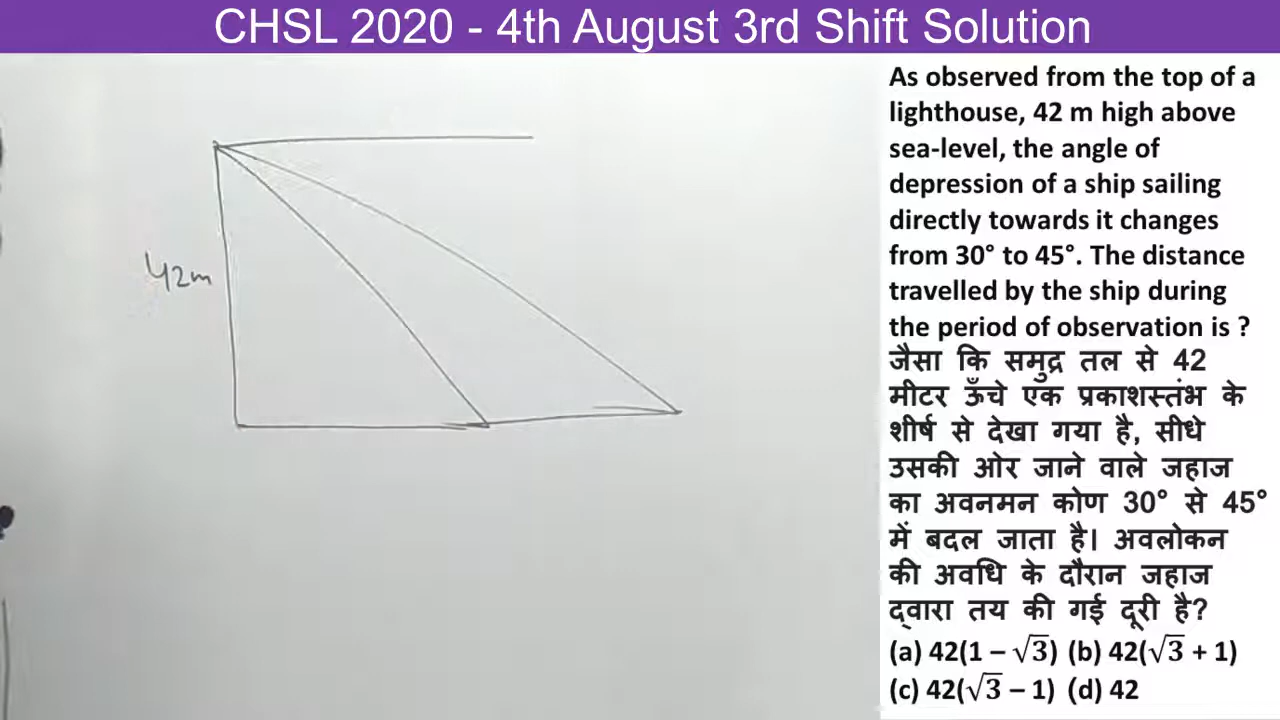 CHSL 2020 - 4th August 3rd Shift Solution
42m
As observed from the top of a
lighthouse, 42 m high above
sea-level, the angle of
depression of a ship sailing
directly towards it changes
from 30° to 45°. The distance
travelled by the ship during
the period of observation is ?
जैसा कि समुद्र तल से 42
मीटर ऊँचे एक प्रकाशस्तंभ के
शीर्ष से देखा गया है, सीधे
उसकी ओर जाने वाले जहाज
का अवनमन कोण 30° से 45°
में बदल जाता है। अवलोकन
की अवधि के दौरान जहाज
द्वारा तय की गई दूरी है?
(a) 42(1 – √3) (b) 42(√3 + 1)
(c) 42(√3 – 1) (d) 42